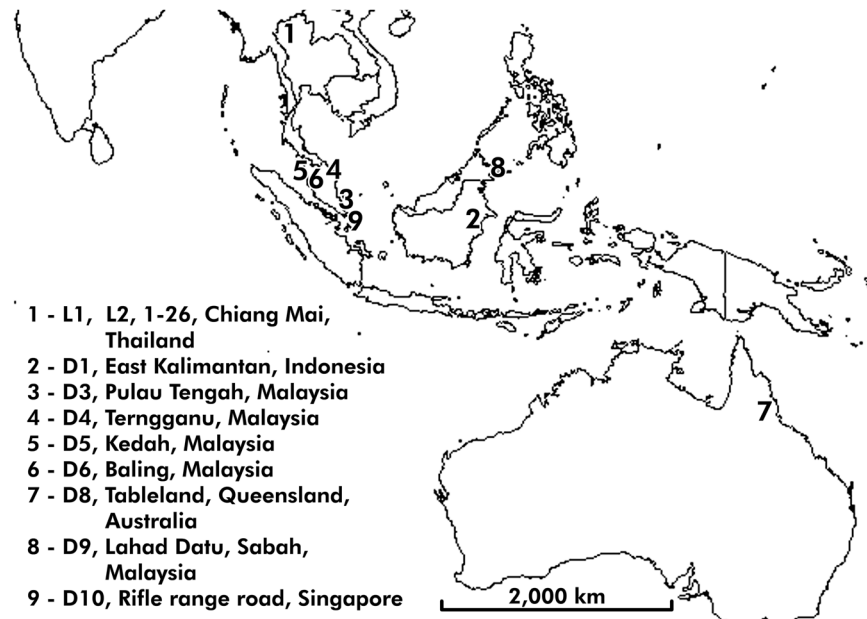 1
1
5
6
4
3
9
8
2
7
1 - L1, L2, 1-26, Chiang Mai,
Thailand
2 - D1, East Kalimantan, Indonesia
3 - D3, Pulau Tengah, Malaysia
4 - D4, Terngganu, Malaysia
5 - D5, Kedah, Malaysia
6 - D6, Baling, Malaysia
7 - D8, Tableland, Queensland,
Australia
8 - D9, Lahad Datu, Sabah,
Malaysia
9 - D10, Rifle range road, Singapore
2,000 km